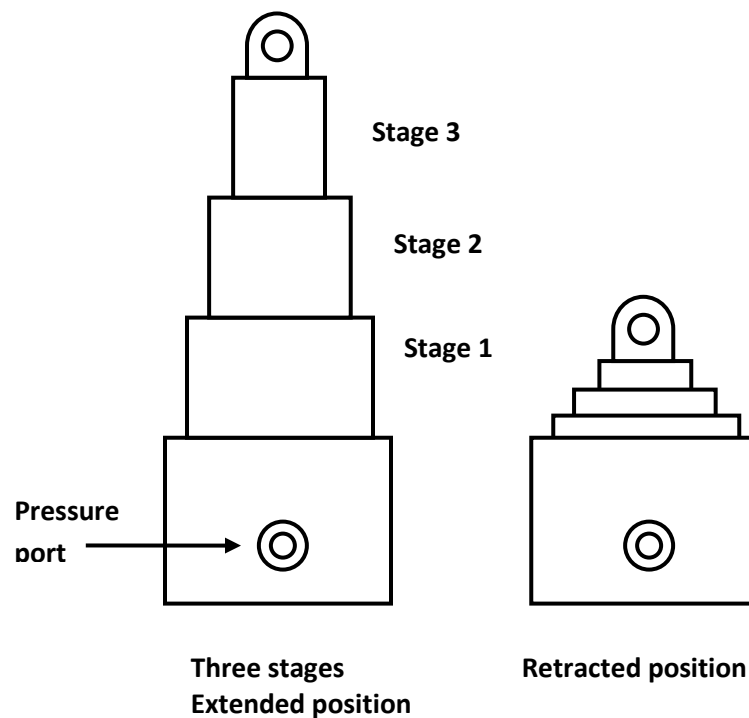 Stage 3
Stage 2
Stage 1
Pressure
port
Three stages
Extended position
Retracted position